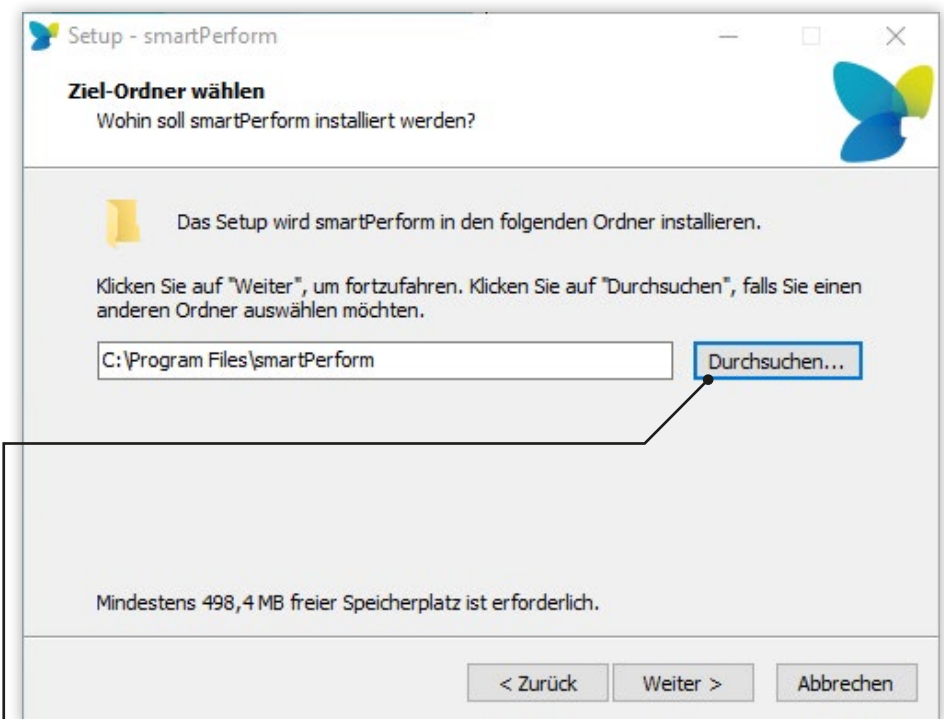 Setup - smartPerform
Ziel-Ordner wählen
Wohin soll smartPerform installiert werden?
Das Setup wird smartPerform in den folgenden Ordner installieren.
Klicken Sie auf "Weiter", um fortzufahren. Klicken Sie auf "Durchsuchen", falls Sie einen
anderen Ordner auswählen möchten.
C:\Program Files\smartPerform
Durchsuchen...
Mindestens 498,4 MB freier Speicherplatz ist erforderlich.
< Zurück
Weiter >
Abbrechen